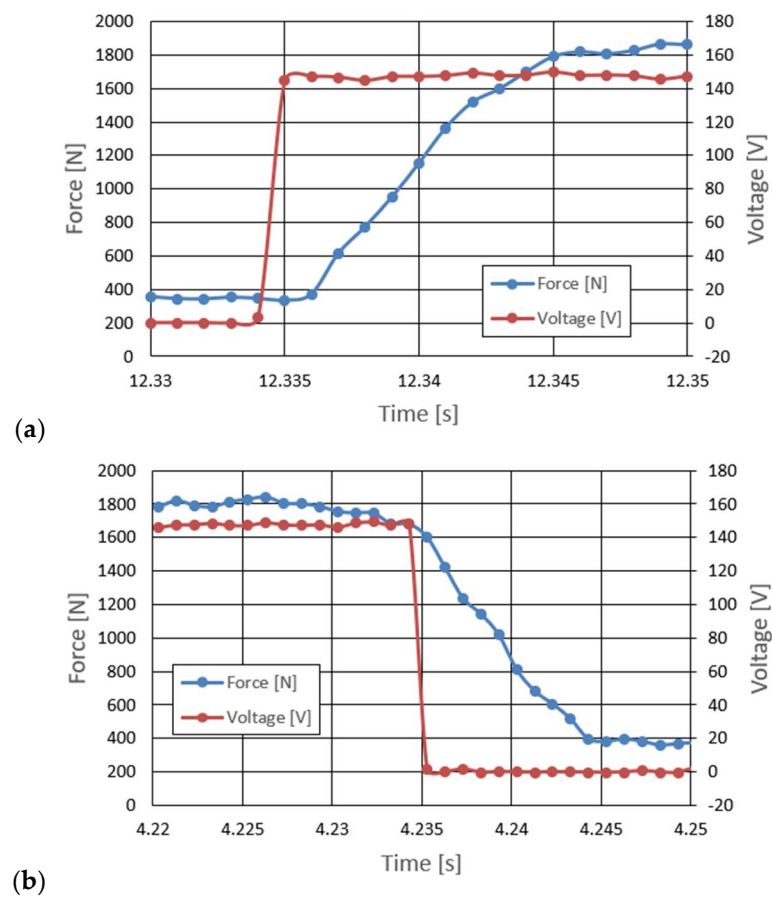 2000 180
1800 160
1600 140
1400 120
1200 100
1000 80
800 60
600 40
400 20
200 0
0 -20
Force [N]
Voltage [V]
Force [N]
Voltage [V]
12.33 12.335 12.34 12.345 12.35
Time [s]
(a)
2000 180
1800 160
1600 140
1400 120
1200 100
1000 80
800 60
600 40
400 20
200 0
0 -20
Force [N]
Voltage [V]
Force [N]
Voltage [V]
4.22 4.225 4.23 4.235 4.24 4.245 4.25
Time [s]
(b)